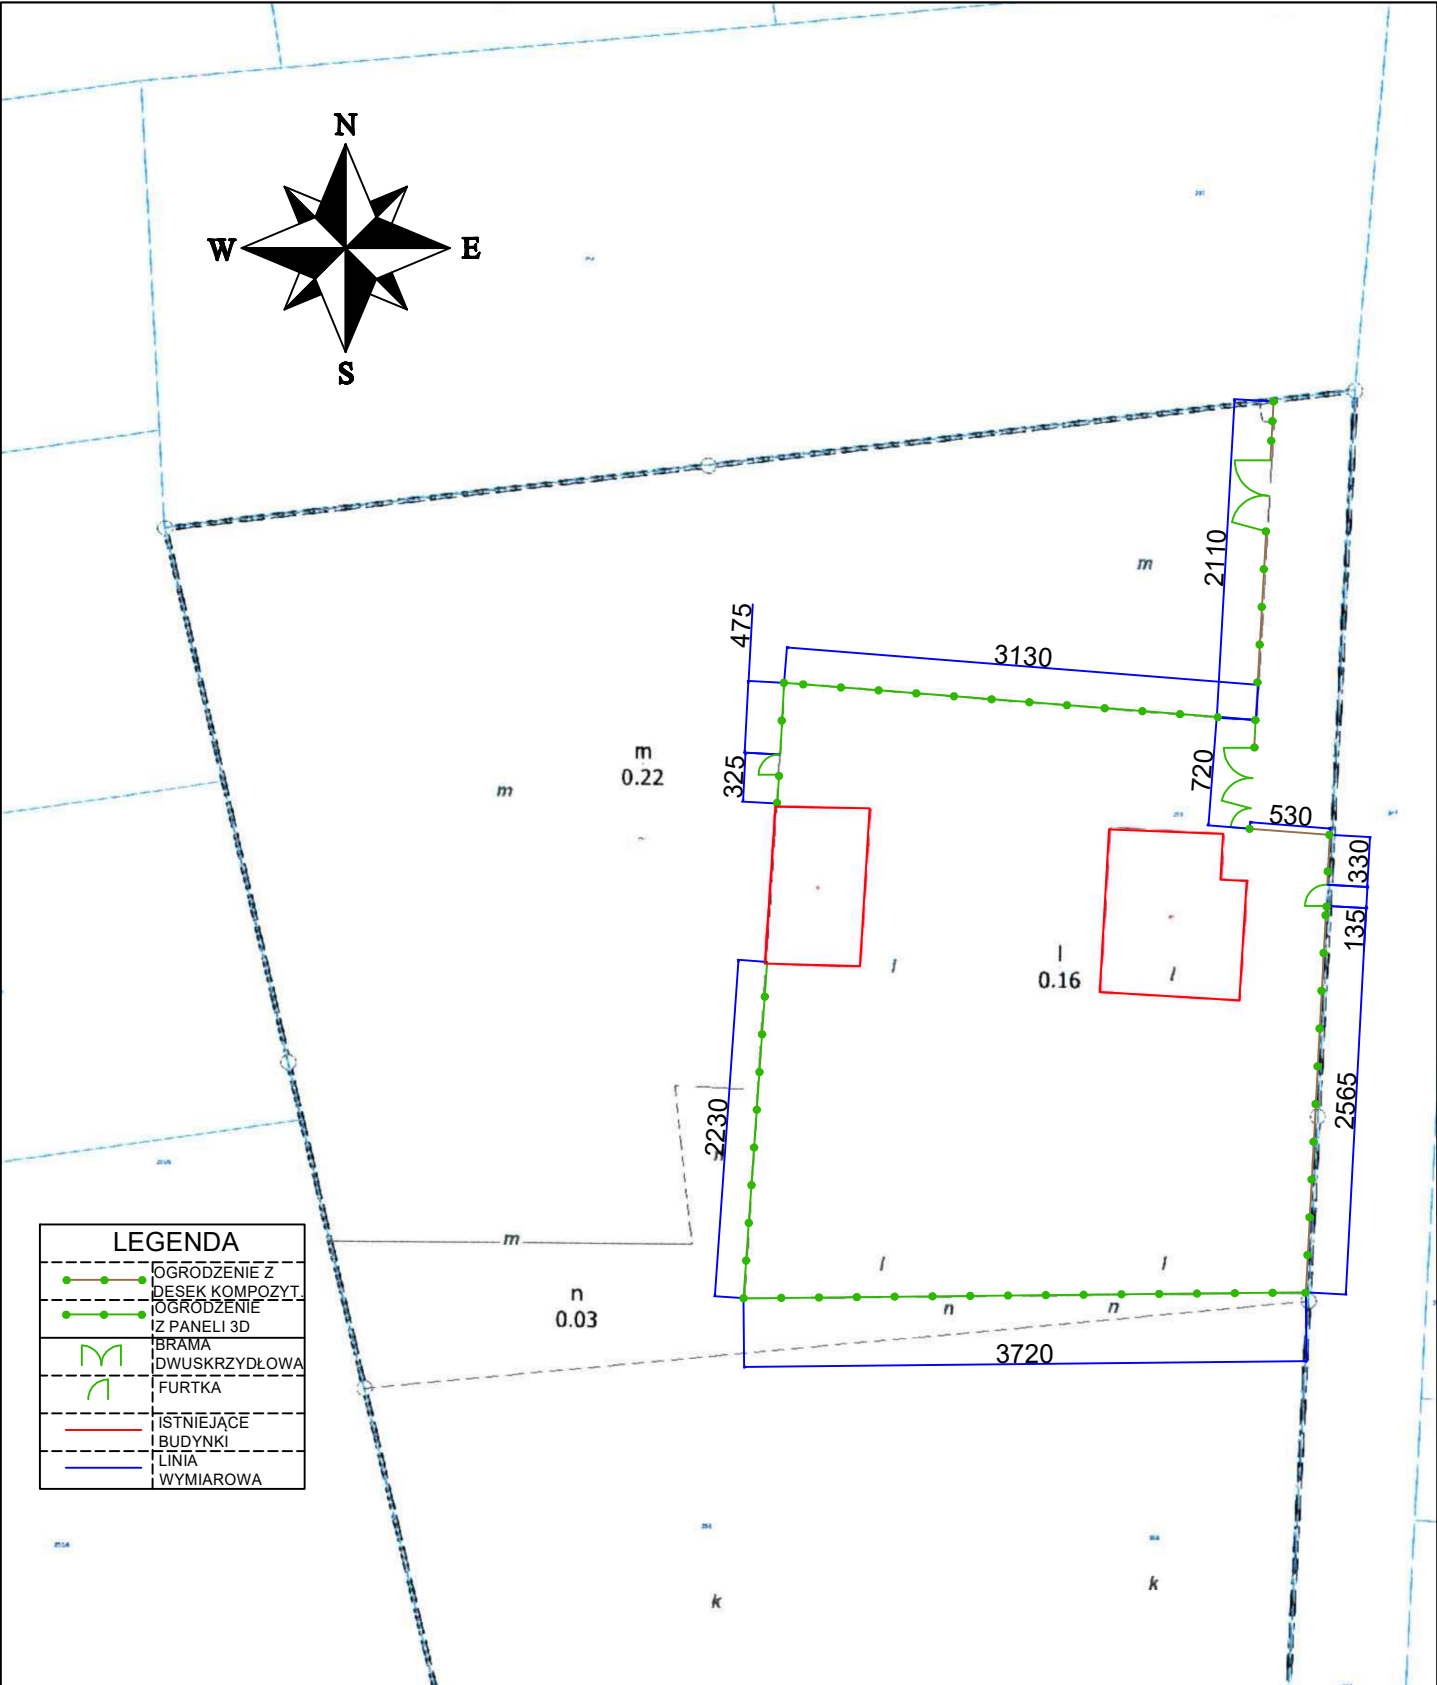 N
W
E
S
m
2110
475
3130
m
0.22
m
325
720
530
330
135
l
0.16
l
l
2230
n
2565
m
n
0.03
l
l
n
n
3720
LEGENDA
OGRODZENIE Z
DESEK KOMPOZYT.
OGRODZENIE
Z PANELI 3D
BRAMA
DWUSKRZYDŁOWA
FURTKA
ISTNIEJĄCE
BUDYNKI
LINIA
WYMIAROWA
k
k